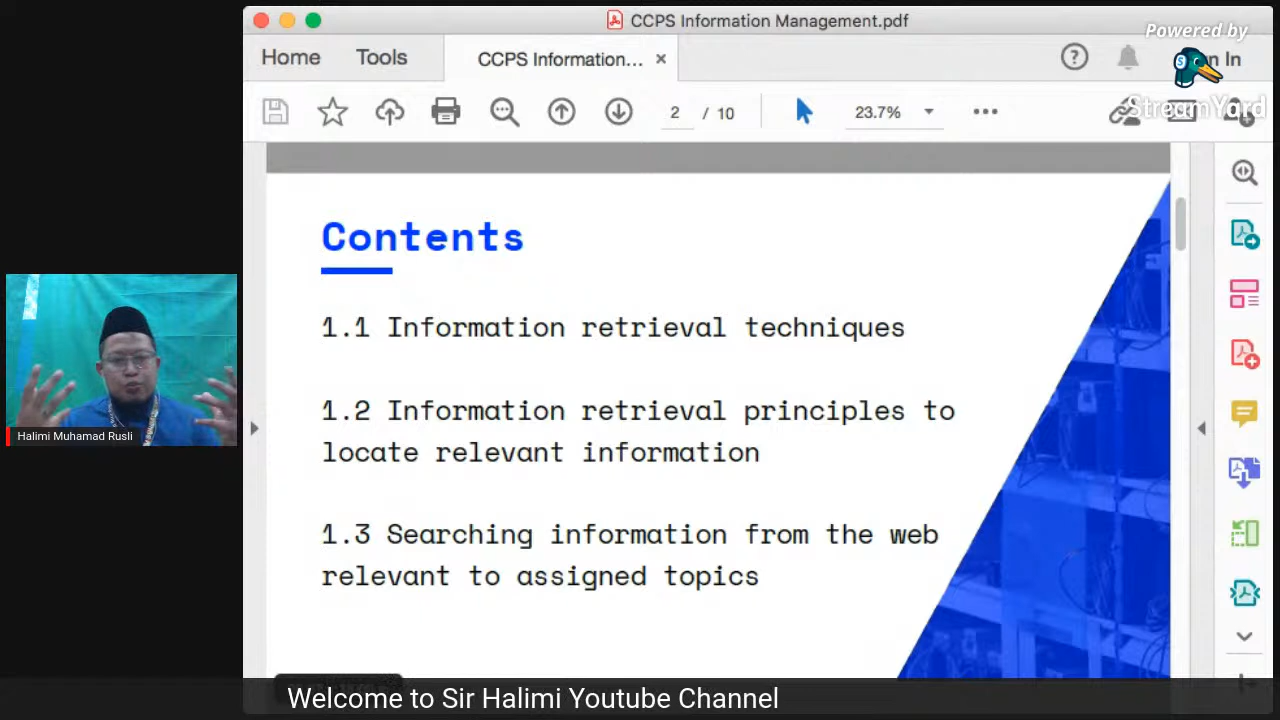 CCPS Information Management.pdf
Powered by
Home Tools CCPS Information... × In
StreamYard
2 / 10 23.7%
Contents
1.1 Information retrieval techniques
1.2 Information retrieval principles to
locate relevant information
1.3 Searching information from the web
relevant to assigned topics
Halimi Muhamad Rusli
Welcome to Sir Halimi Youtube Channel